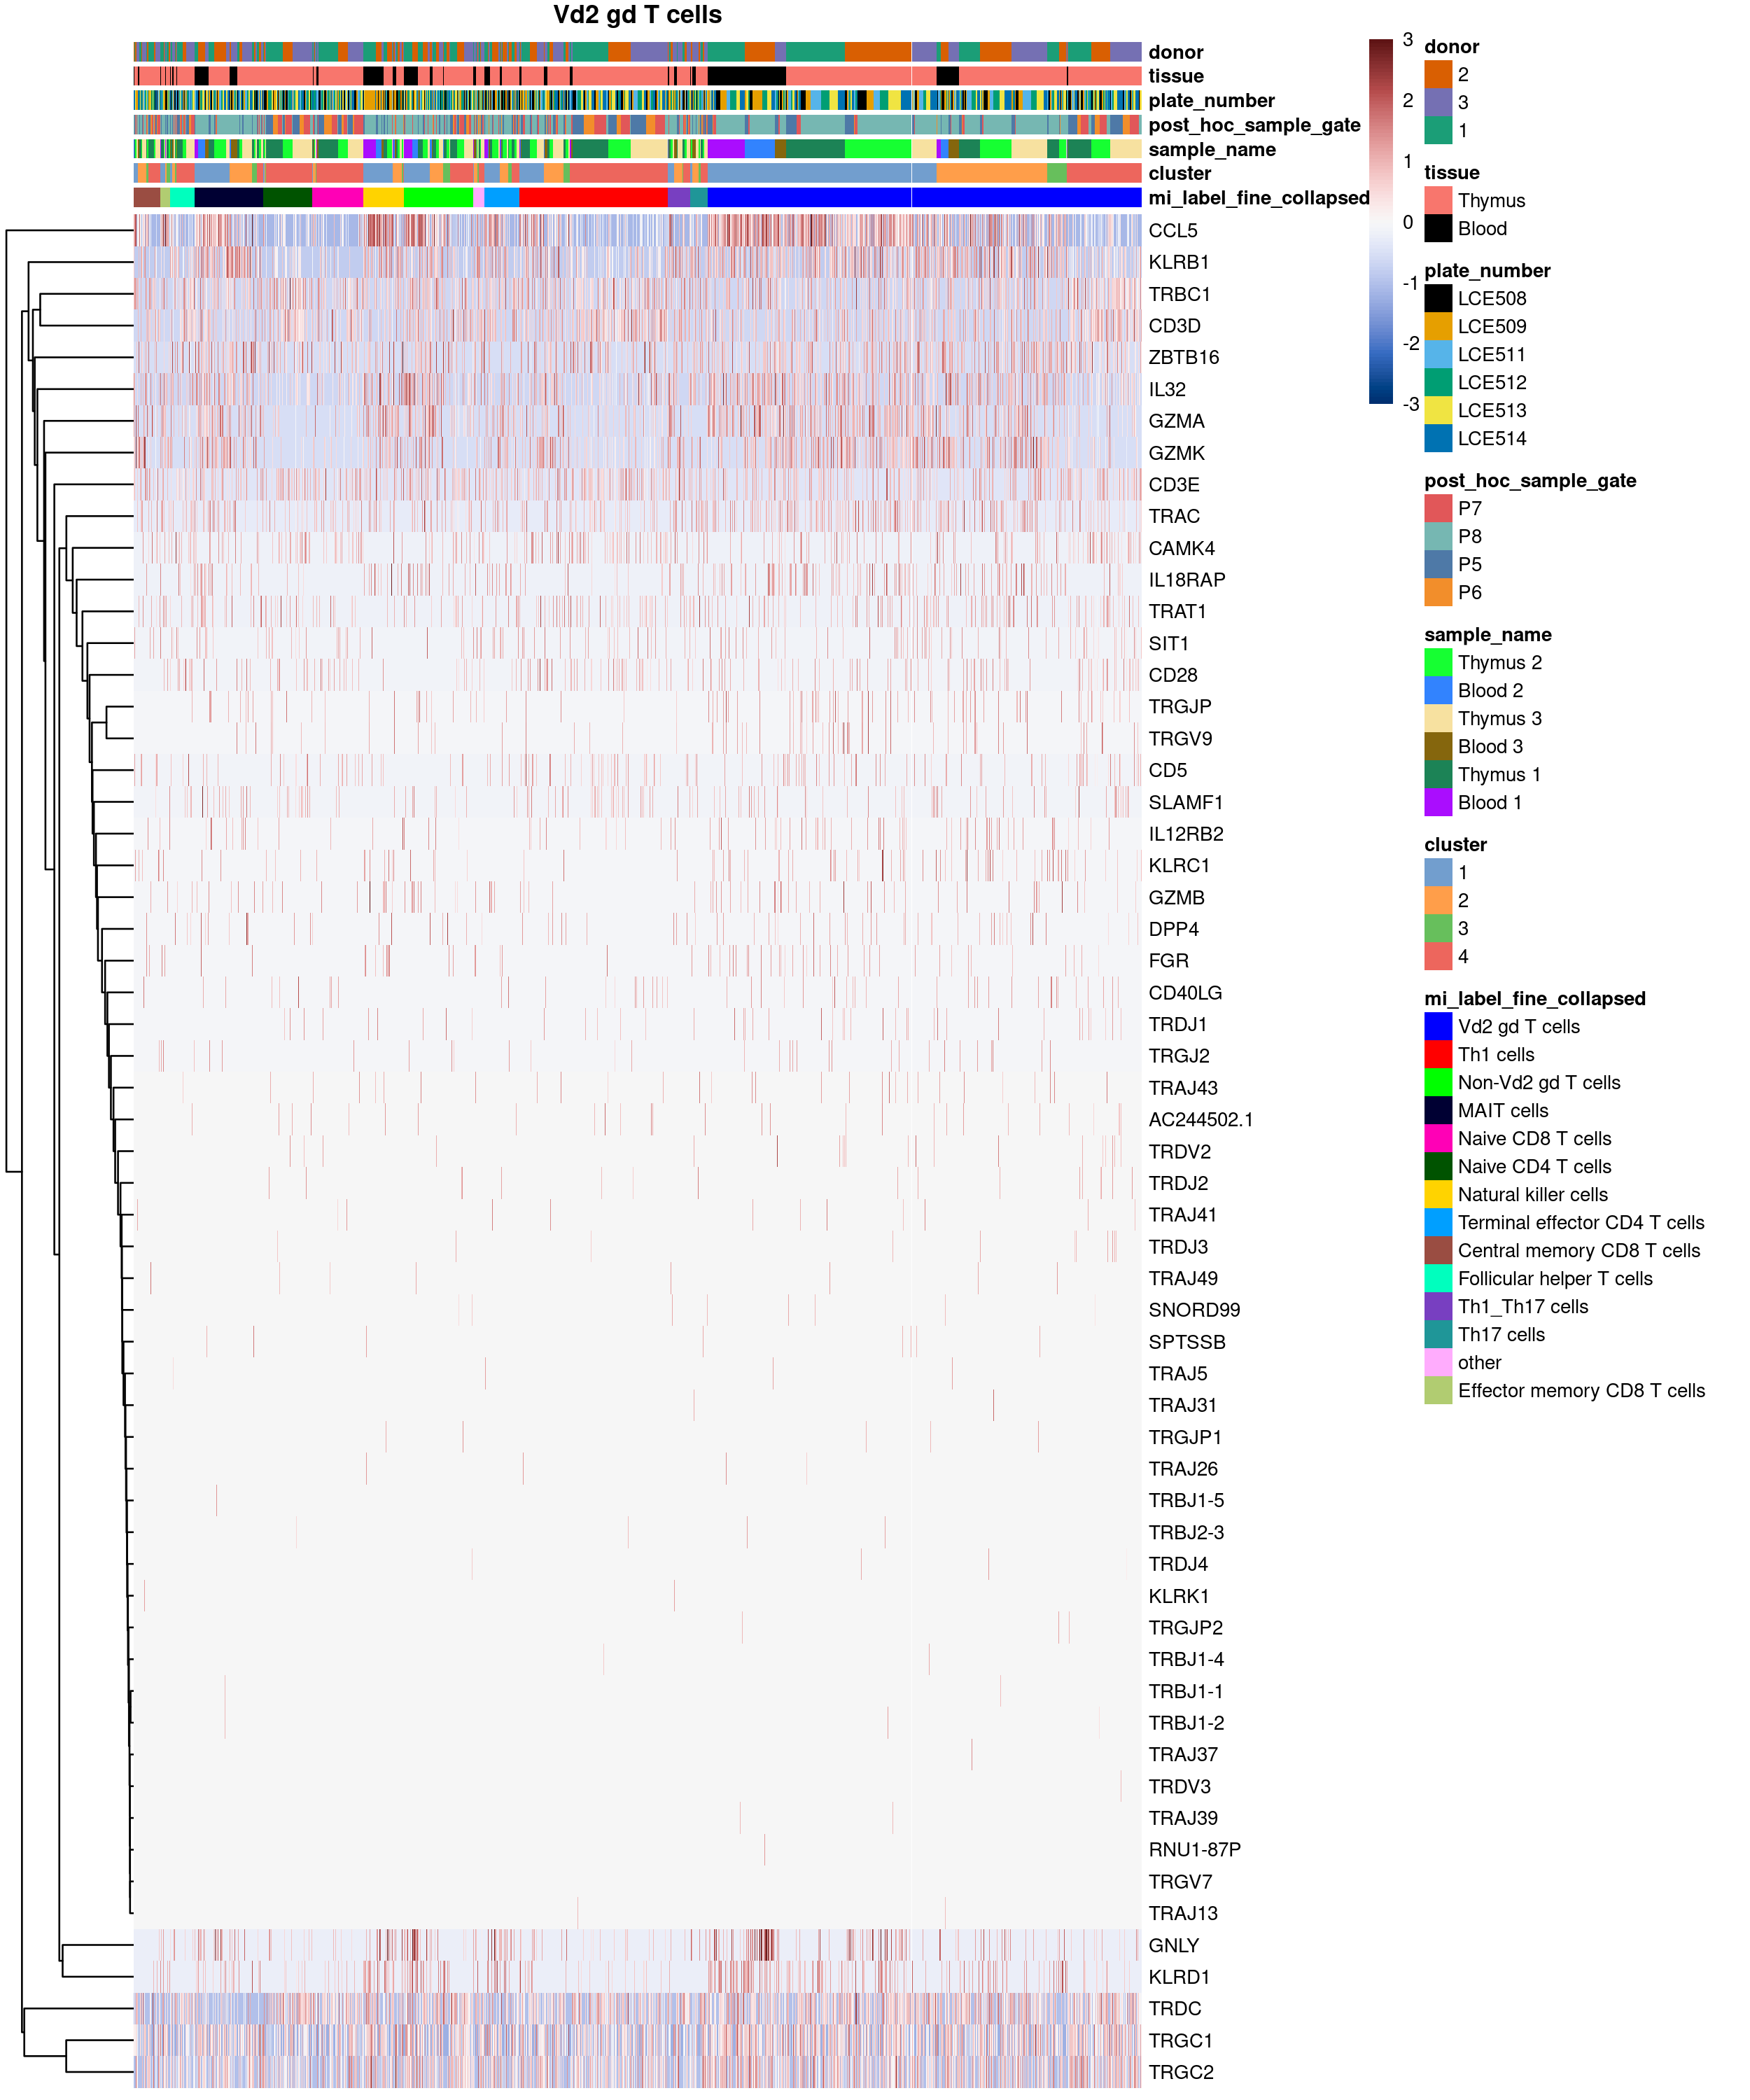 Vd2 gd T cells
donor
tissue
plate_number
post_hoc_sample_gate
sample_name
cluster
mi_label_fine_collapsed
CCL5
KLRB1
TRBC1
CD3D
ZBTB16
IL32
GZMA
GZMK
CD3E
TRAC
CAMK4
IL18RAP
TRAT1
SIT1
CD28
TRGJP
TRGV9
CD5
SLAMF1
IL12RB2
KLRC1
GZMB
DPP4
FGR
CD40LG
TRDJ1
TRGJ2
TRAJ43
AC244502.1
TRDV2
TRDJ2
TRAJ41
TRDJ3
TRAJ49
SNORD99
SPTSSB
TRAJ5
TRAJ31
TRGJP1
TRAJ26
TRBJ1-5
TRBJ2-3
TRDJ4
KLRK1
TRGJP2
TRBJ1-4
TRBJ1-1
TRBJ1-2
TRAJ37
TRDV3
TRAJ39
RNU1-87P
TRGV7
TRAJ13
GNLY
KLRD1
TRDC
TRGC1
TRGC2
3
2
1
0
-1
-2
-3
donor
2
3
1
tissue
Thymus
Blood
plate_number
LCE508
LCE509
LCE511
LCE512
LCE513
LCE514
post_hoc_sample_gate
P7
P8
P5
P6
sample_name
Thymus 2
Blood 2
Thymus 3
Blood 3
Thymus 1
Blood 1
cluster
1
2
3
4
mi_label_fine_collapsed
Vd2 gd T cells
Th1 cells
Non-Vd2 gd T cells
MAIT cells
Naive CD8 T cells
Naive CD4 T cells
Natural killer cells
Terminal effector CD4 T cells
Central memory CD8 T cells
Follicular helper T cells
Th1_Th17 cells
Th17 cells
other
Effector memory CD8 T cells